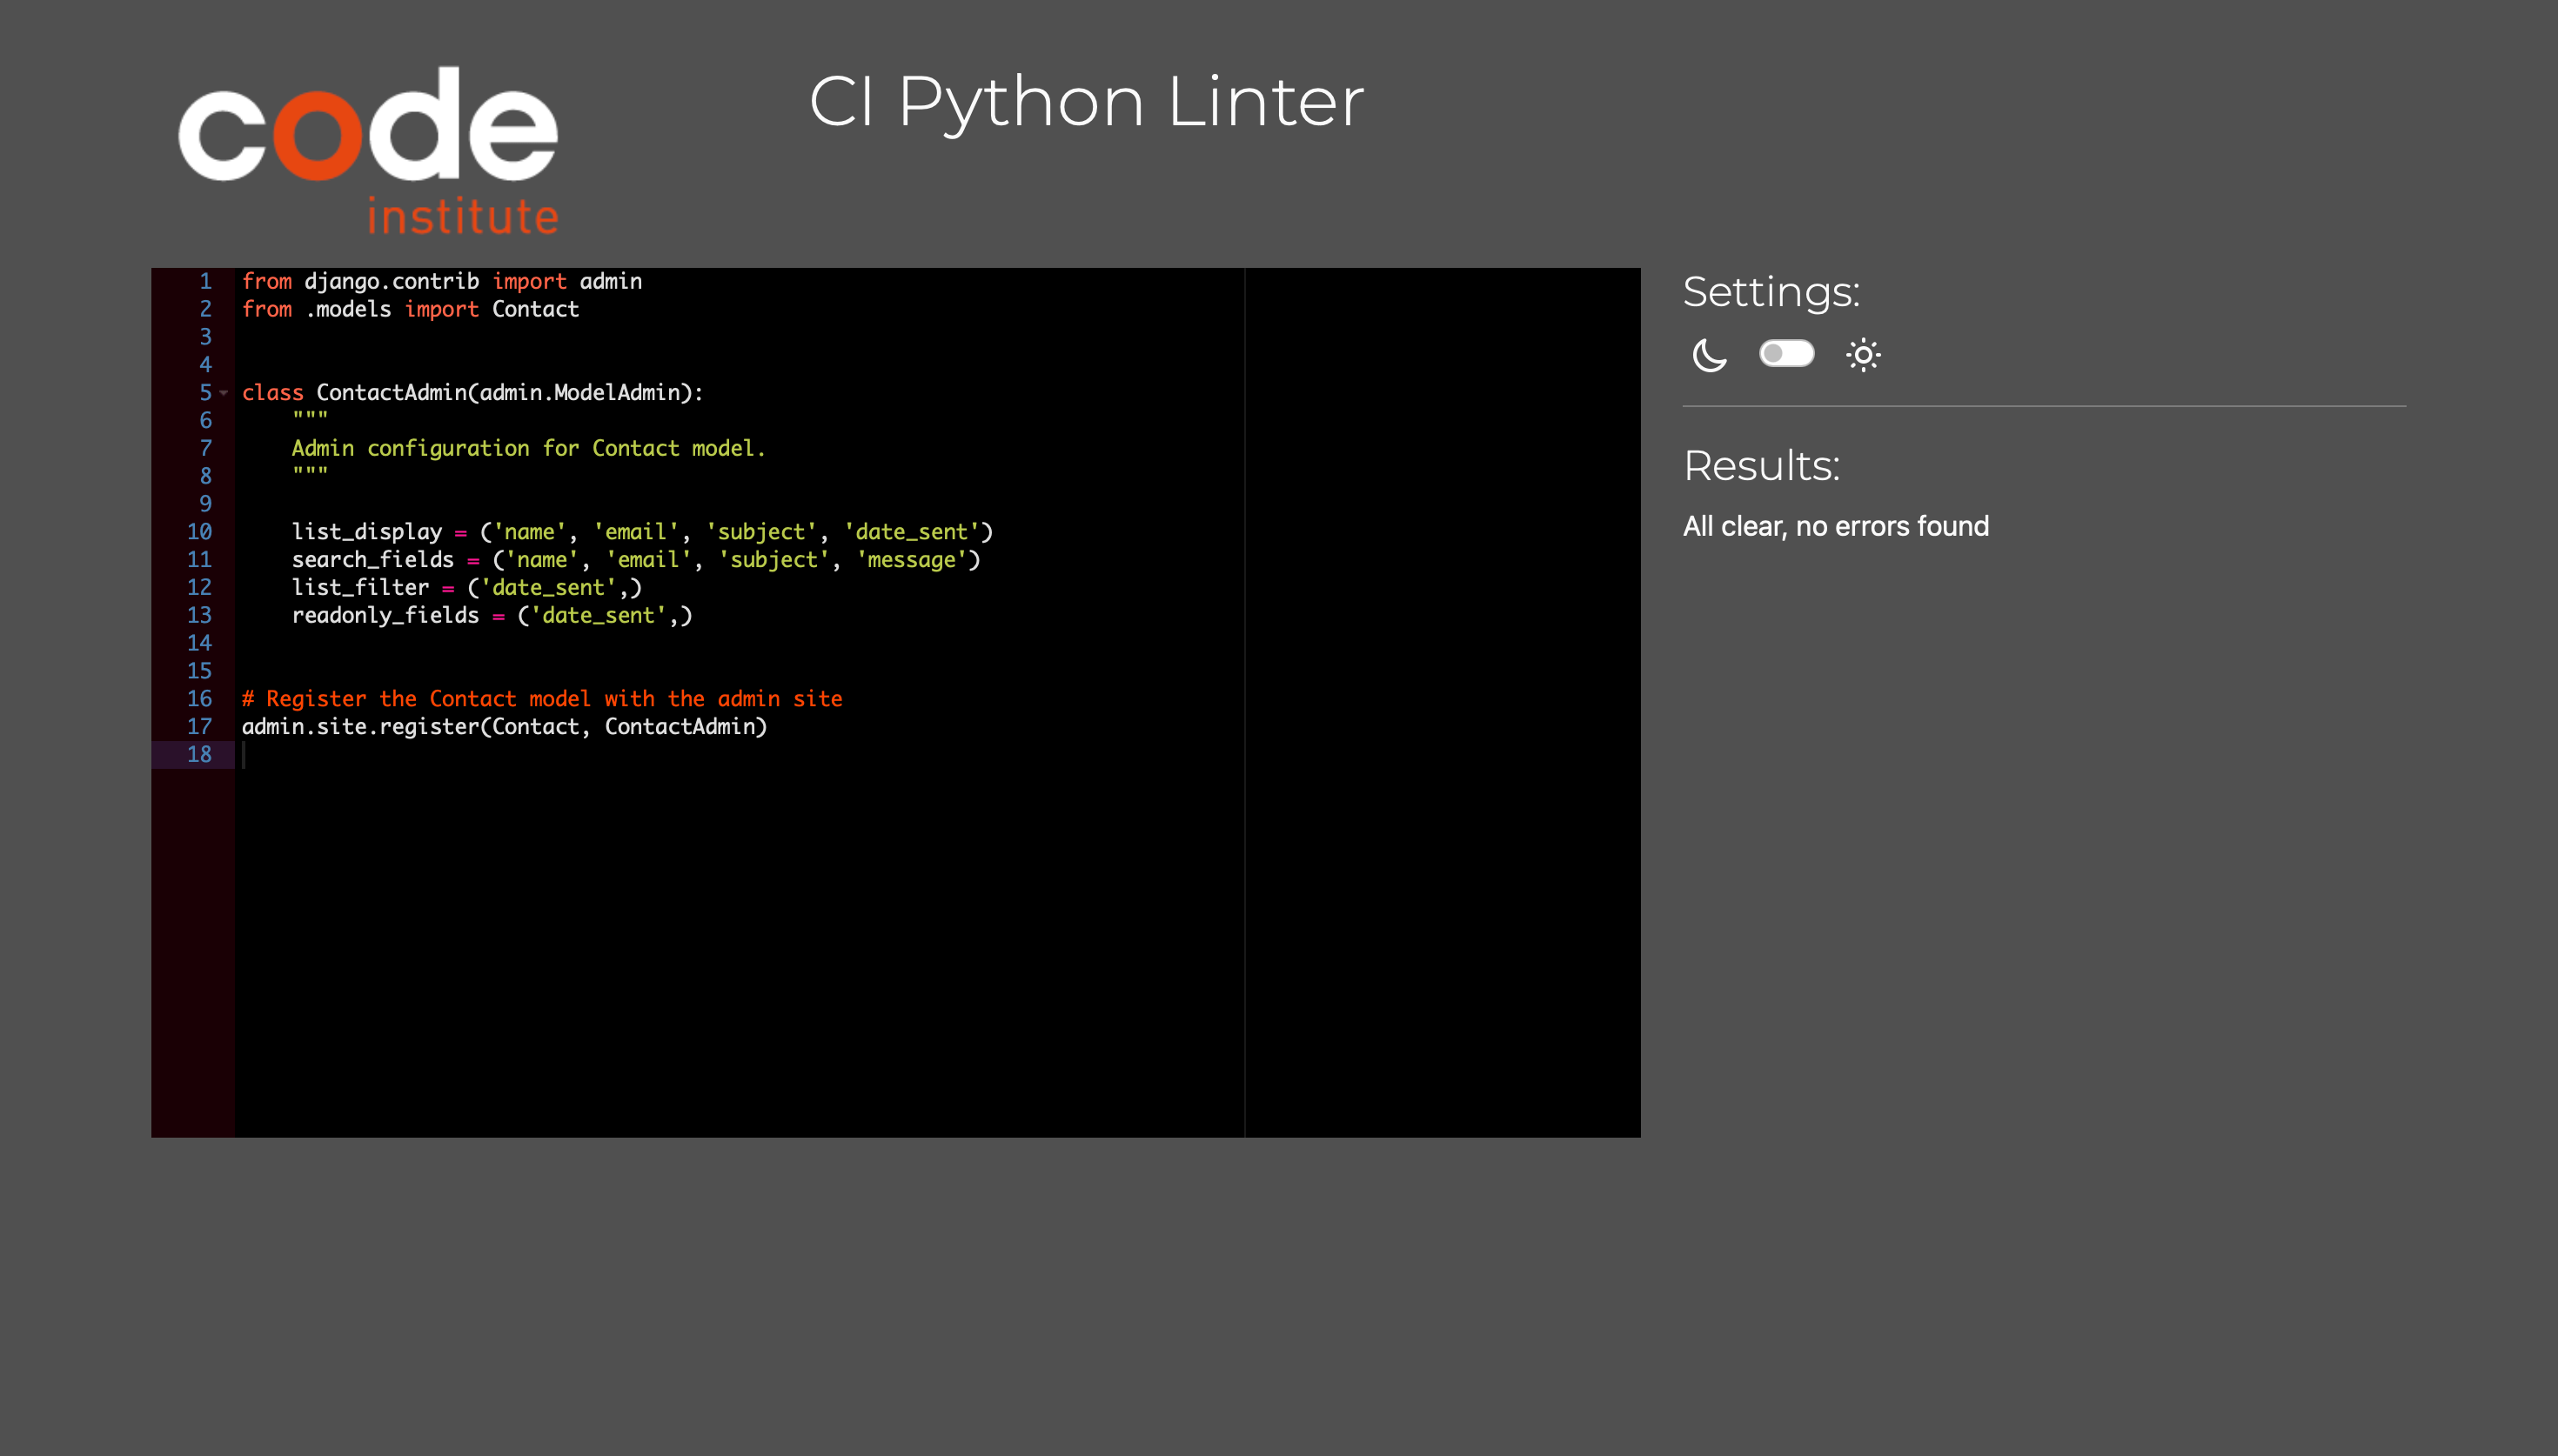 code
institute
CI Python Linter
1 from django.contrib import admin
2 from .models import Contact
3
4
5 class ContactAdmin(admin.ModelAdmin):
6     """
7     Admin configuration for Contact model.
8     """
9
10     list_display = ('name', 'email', 'subject', 'date_sent')
11     search_fields = ('name', 'email', 'subject', 'message')
12     list_filter = ('date_sent',)
13     readonly_fields = ('date_sent',)
14
15
16 # Register the Contact model with the admin site
17 admin.site.register(Contact, ContactAdmin)
18
Settings:
Results:
All clear, no errors found